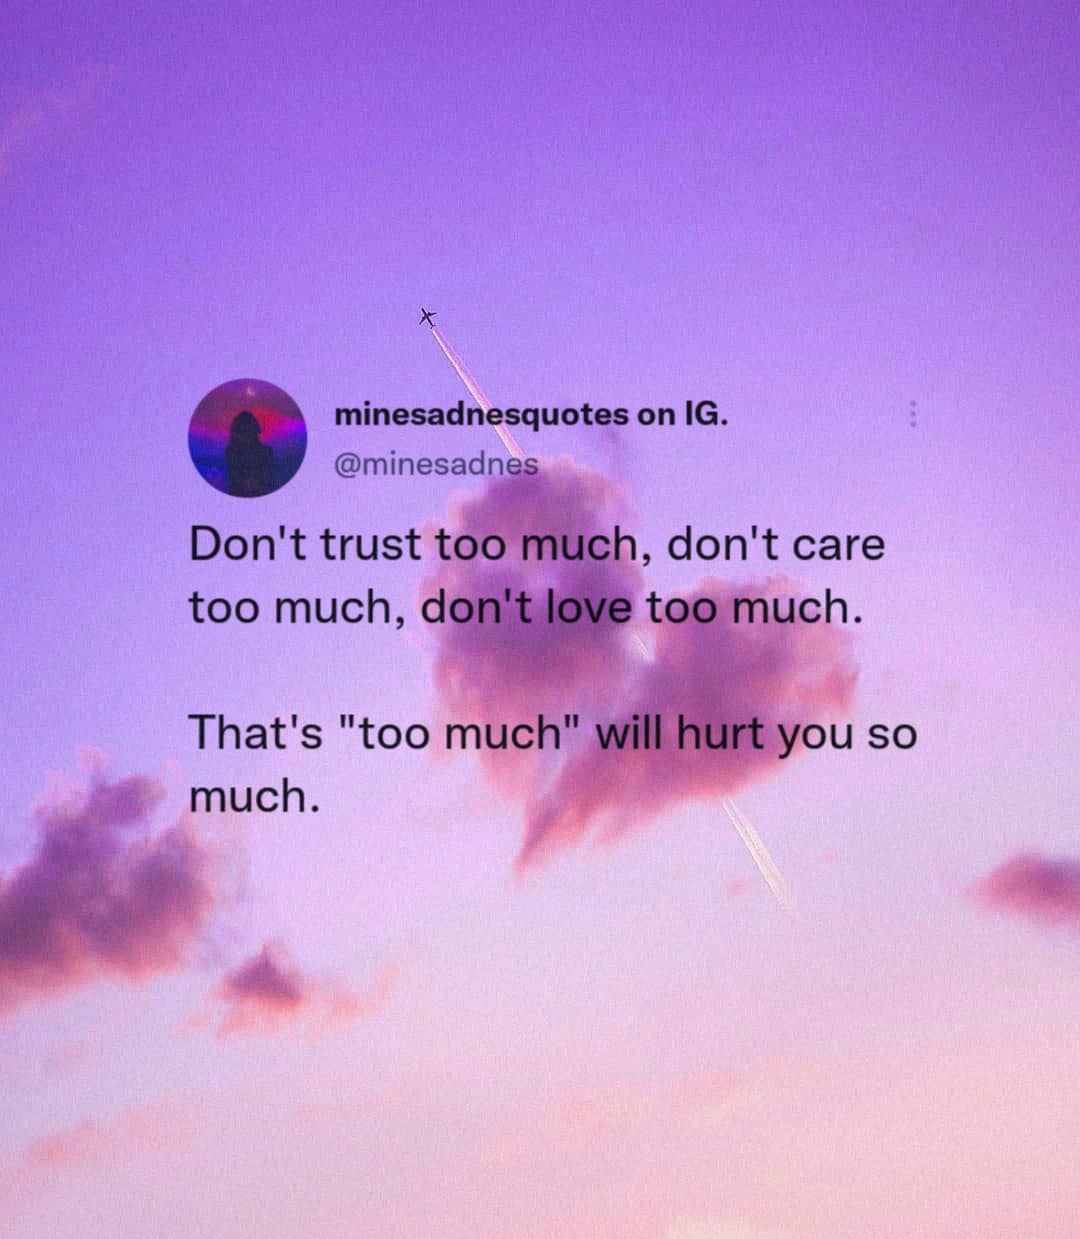 minesadnesquotes on IG.
@minesadnes
Don't trust too much, don't care
too much, don't love too much.
That's "too much" will hurt you so
much.